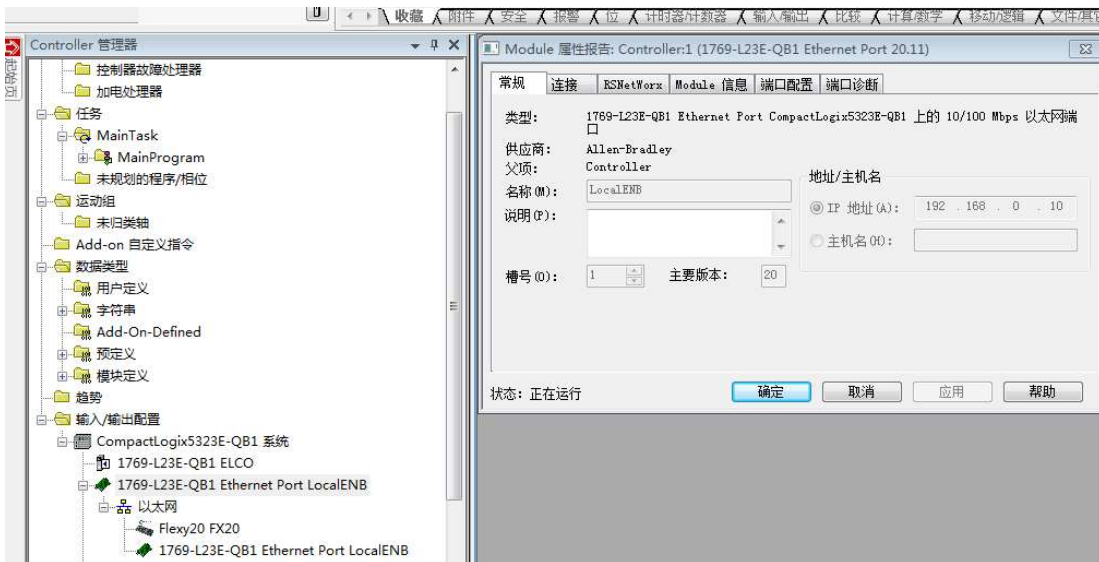 收藏 附件 安全 报警 位 计时器/计数器 输入/输出 比较 计算/数学 移动/逻辑
Controller 管理器
控制器故障处理器
加电处理器
任务
MainTask
MainProgram
未规划的程序/相位
运动组
未归类轴
Add-on 自定义指令
数据类型
用户定义
字符串
Add-On-Defined
预定义
模块定义
趋势
输入/输出配置
CompactLogix5323E-QB1 系统
1769-L23E-QB1 ELCO
1769-L23E-QB1 Ethernet Port LocalENB
以太网
Flexy20 FX20
1769-L23E-QB1 Ethernet Port LocalENB
Module 属性报告: Controller:1 (1769-L23E-QB1 Ethernet Port 20.11)
常规 连接 RSNetWorx Module 信息 端口配置 端口诊断
类型: 1769-L23E-QB1 Ethernet Port CompactLogix5323E-QB1 上的 10/100 Mbps 以太网端
口
供应商: Allen-Bradley
父项: Controller
名称(M): LocalENB
说明(P):
地址/主机名
IP 地址(A): 192 . 168 . 0 . 10
主机名(H):
槽号(O): 1 主要版本: 20
状态: 正在运行 确定 取消 应用 帮助